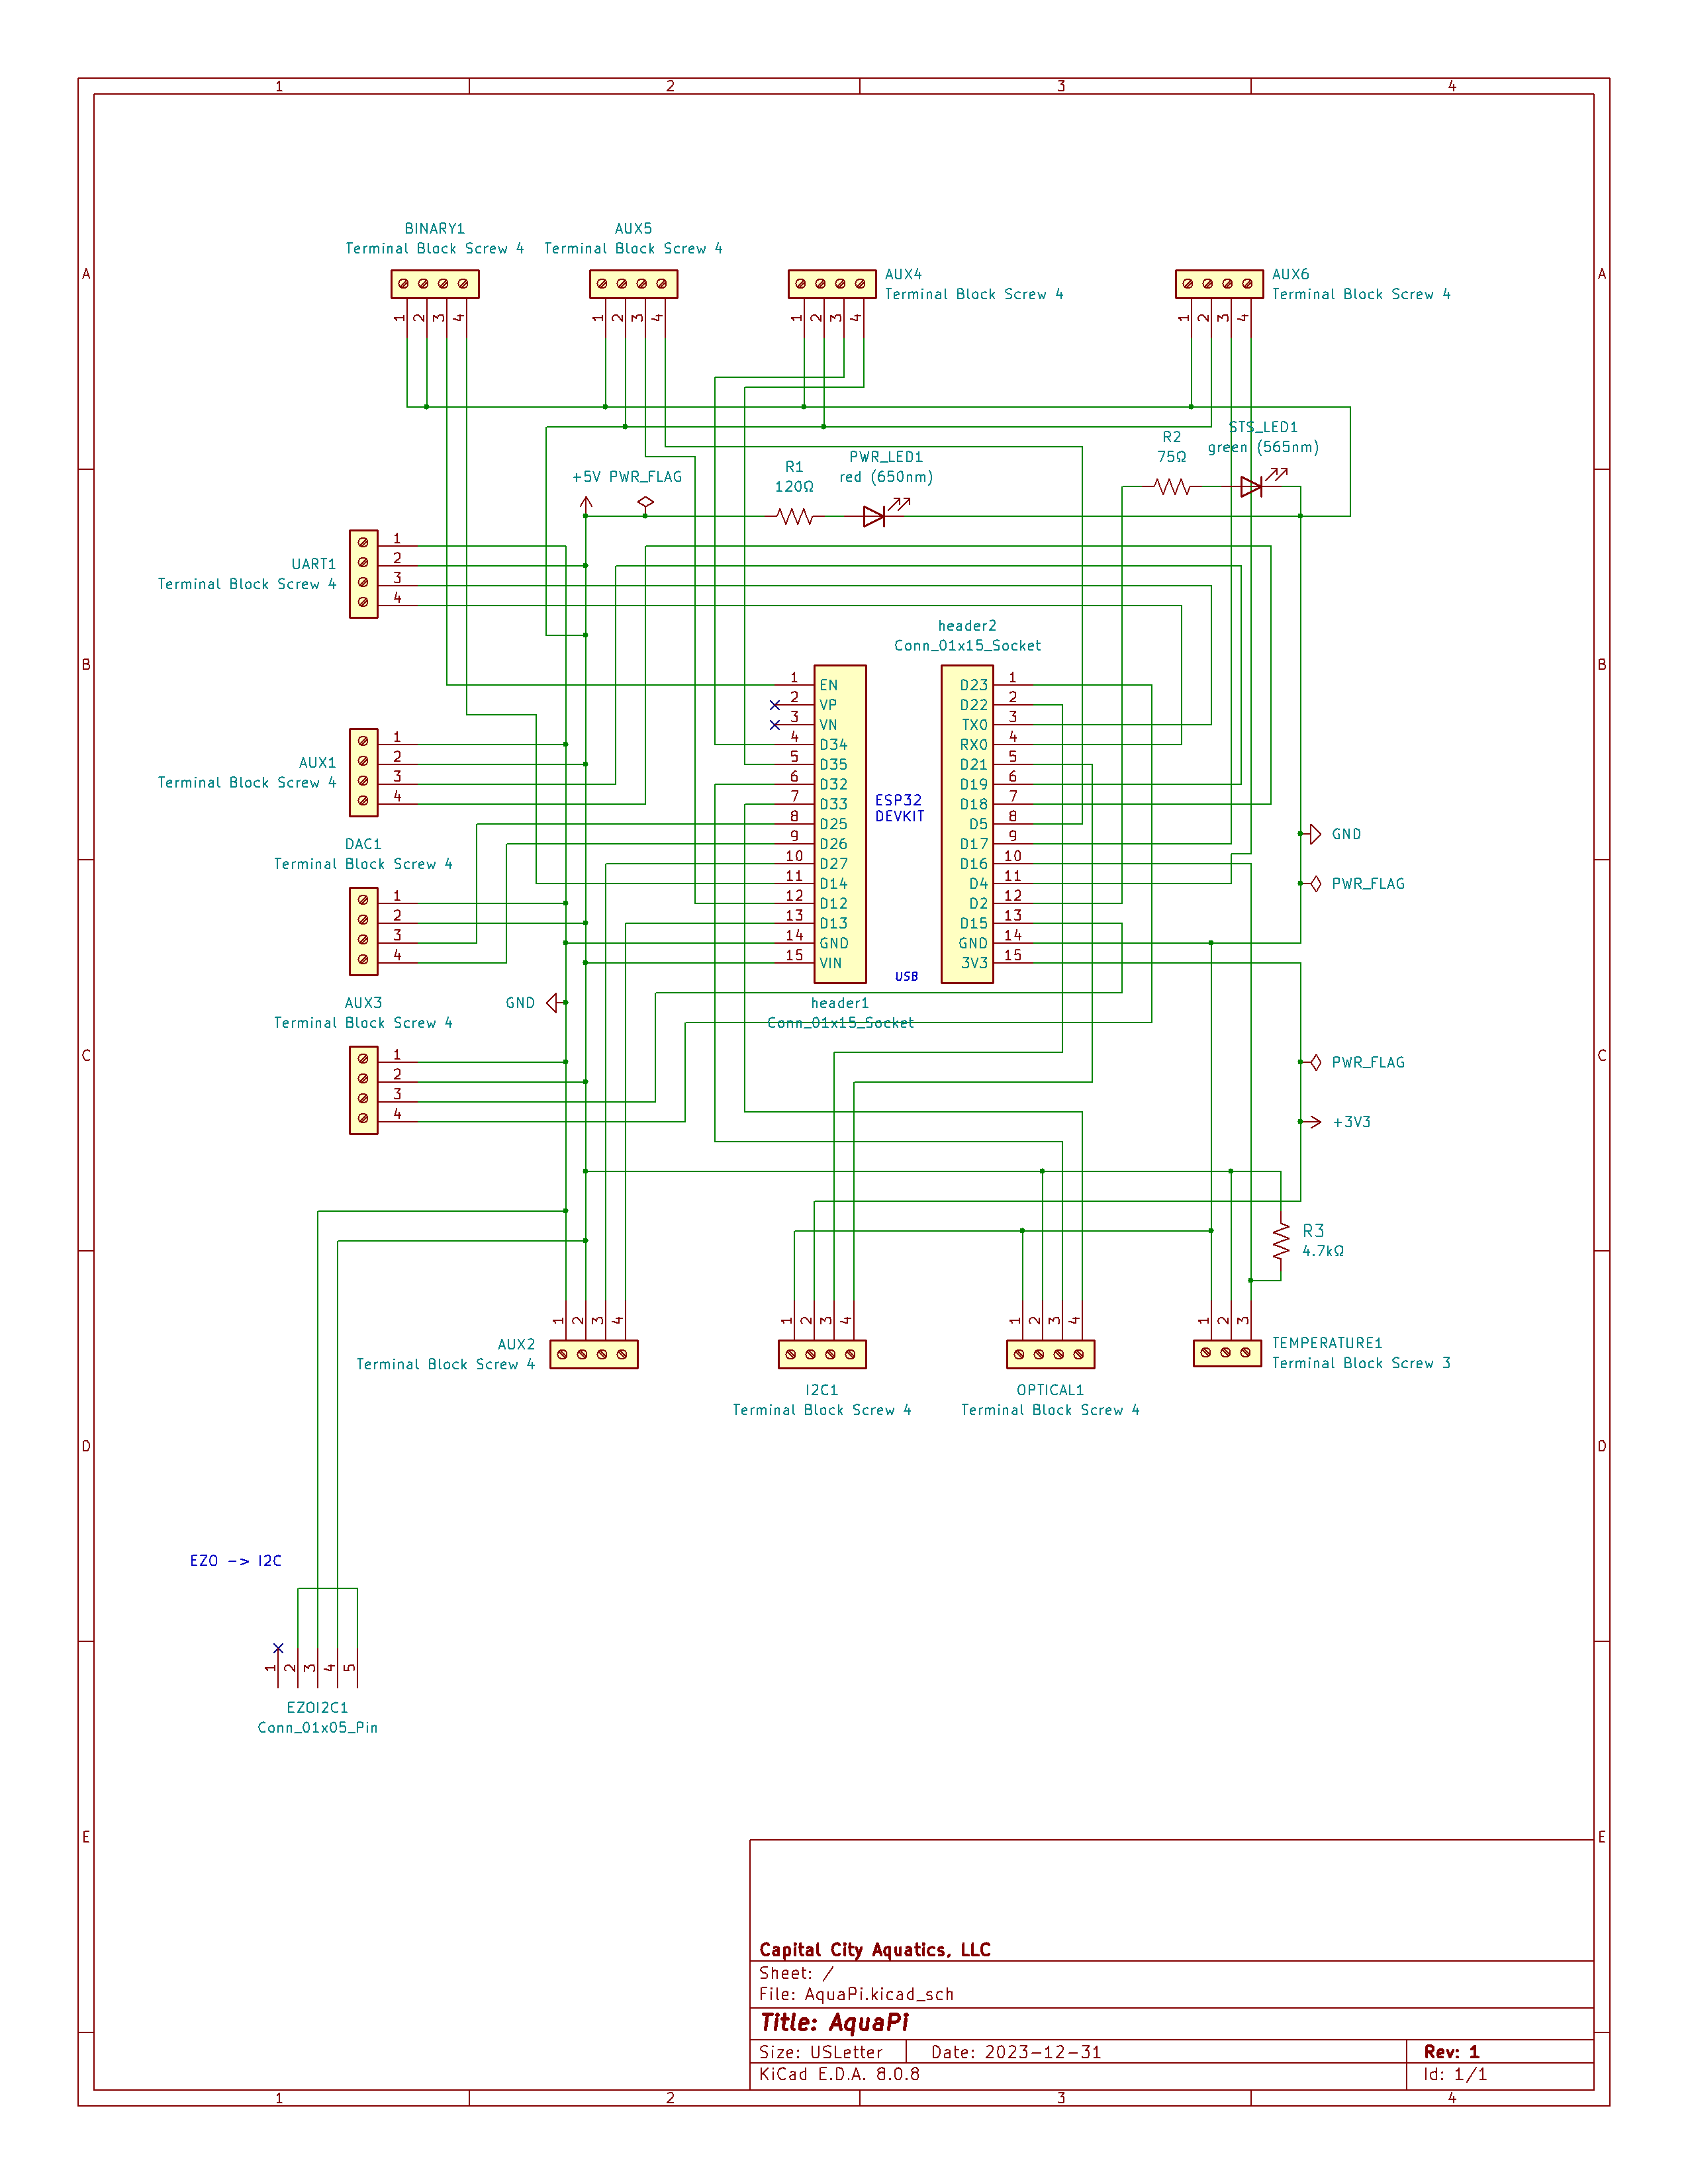 1 2 3 4
A A
B B
C C
D D
E E
BINARY1
Terminal Block Screw 4
1 2 3 4
AUX5
Terminal Block Screw 4
1 2 3 4
AUX4
Terminal Block Screw 4
1 2 3 4
AUX6
Terminal Block Screw 4
1 2 3 4
STS_LED1
green (565nm)
R2
75Ω
PWR_LED1
red (650nm)
R1
120Ω
+5V PWR_FLAG
UART1
Terminal Block Screw 4
1
2
3
4
header2
Conn_01x15_Socket
1 EN
2 VP
3 VN
4 D34
5 D35
6 D32
7 D33
8 D25
9 D26
10 D27
11 D14
12 D12
13 D13
14 GND
15 VIN
ESP32
DEVKIT
USB
D23 1
D22 2
TX0 3
RX0 4
D21 5
D19 6
D18 7
D5 8
D17 9
D16 10
D4 11
D2 12
D15 13
GND 14
3V3 15
header1
Conn_01x15_Socket
AUX1
Terminal Block Screw 4
1
2
3
4
DAC1
Terminal Block Screw 4
1
2
3
4
GND
PWR_FLAG
GND
AUX3
Terminal Block Screw 4
1
2
3
4
PWR_FLAG
+3V3
R3
4.7kΩ
1 2 3 4
AUX2
Terminal Block Screw 4
1 2 3 4
I2C1
Terminal Block Screw 4
1 2 3 4
OPTICAL1
Terminal Block Screw 4
1 2 3
TEMPERATURE1
Terminal Block Screw 3
EZO -> I2C
1 2 3 4 5
EZOI2C1
Conn_01x05_Pin
Capital City Aquatics, LLC
Sheet: /
File: AquaPi.kicad_sch
Title: AquaPi
Size: USLetter Date: 2023-12-31 Rev: 1
KiCad E.D.A. 8.0.8 Id: 1/1
1 2 3 4